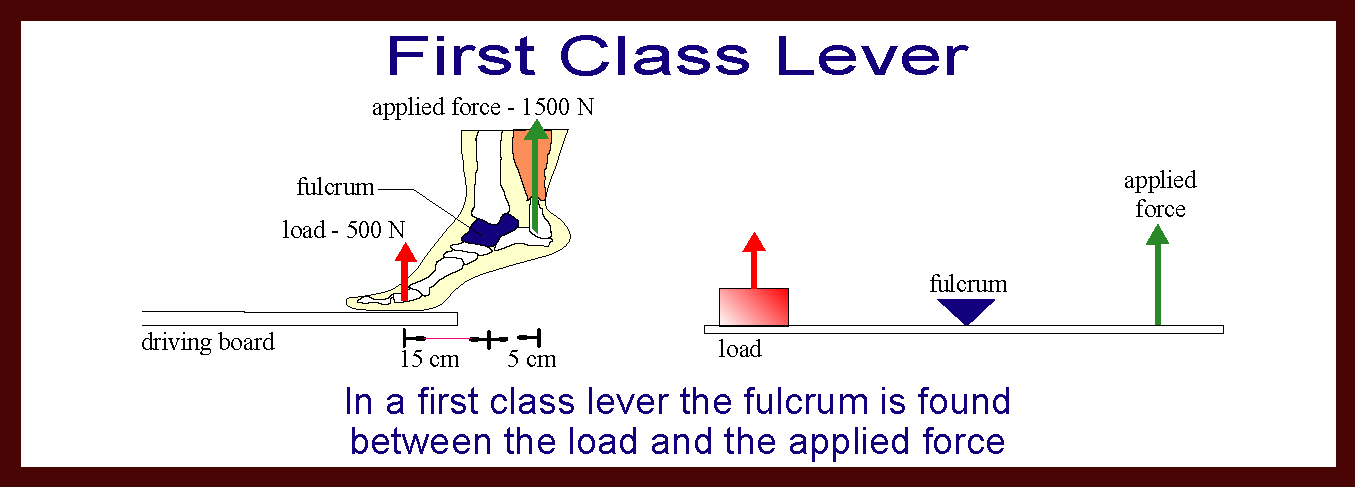 First Class Lever
applied force - 1500 N
fulcrum
load - 500 N
driving board
15 cm
5 cm
applied
force
fulcrum
load
In a first class lever the fulcrum is found
between the load and the applied force